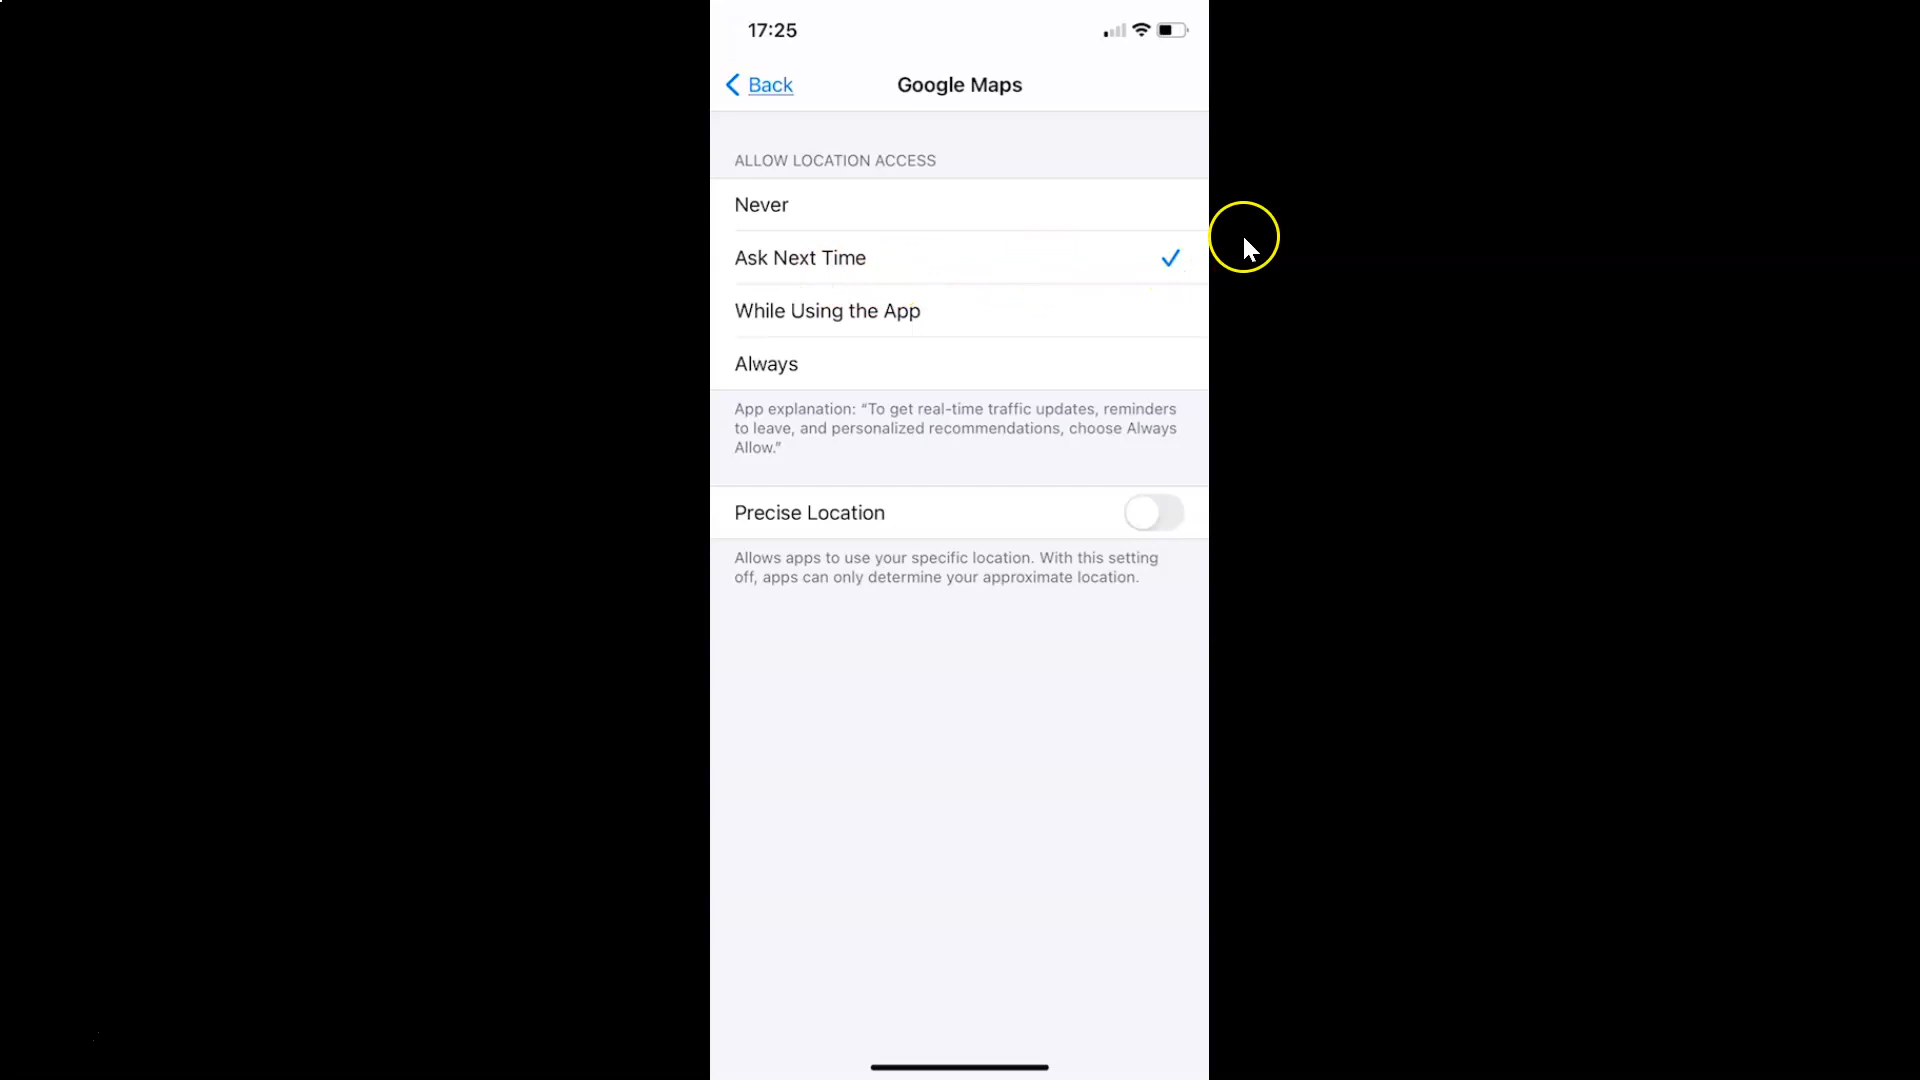 17:25
Back
Google Maps
ALLOW LOCATION ACCESS
Never
Ask Next Time
While Using the App
Always
App explanation: “To get real-time traffic updates, reminders
to leave, and personalized recommendations, choose Always
Allow.”
Precise Location
Allows apps to use your specific location. With this setting
off, apps can only determine your approximate location.